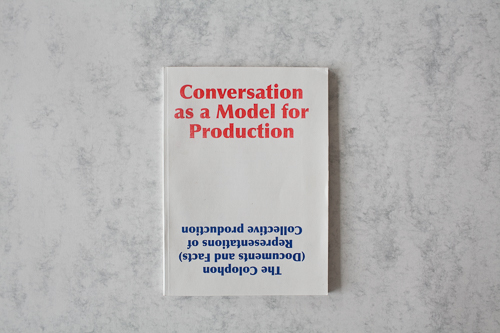 Conversation
as a Model for
Production
The Colophon
(Documents and Facts)
Representations of
Collective production